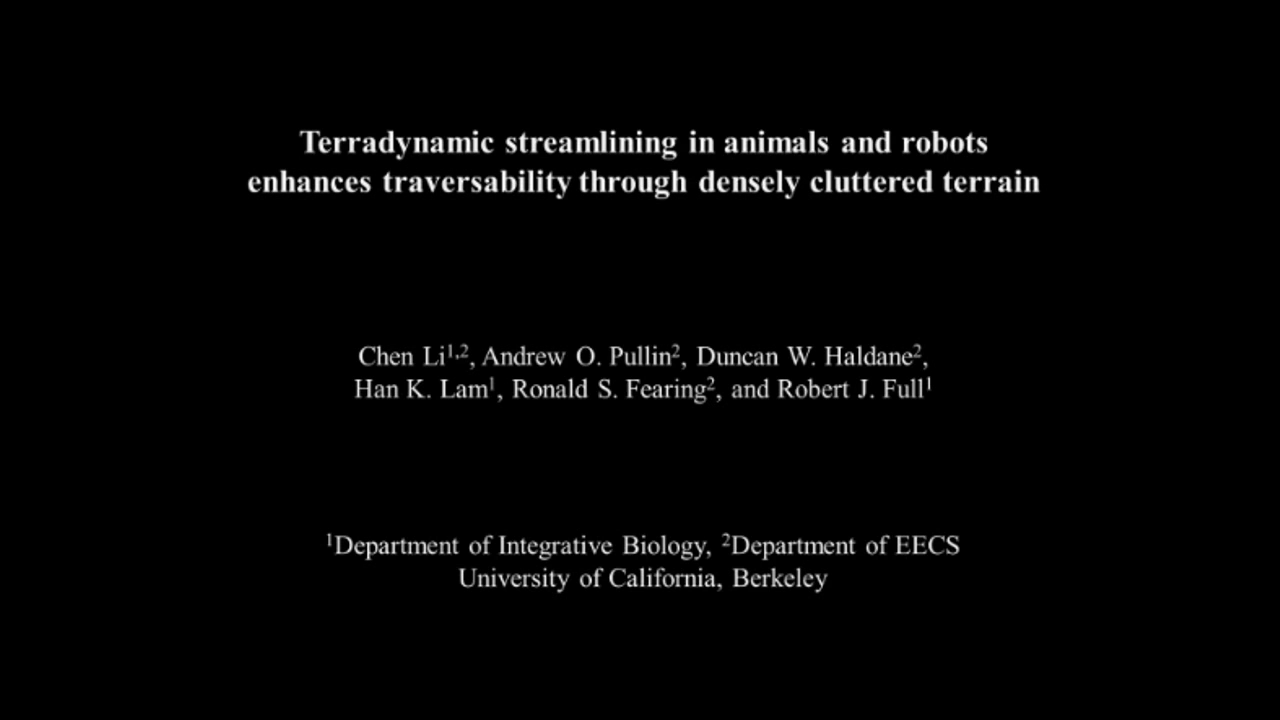 Terradynamic streamlining in animals and robots
enhances traversability through densely cluttered terrain
Chen Li¹,², Andrew O. Pullin², Duncan W. Haldane²,
Han K. Lam¹, Ronald S. Fearing², and Robert J. Full¹
¹Department of Integrative Biology, ²Department of EECS
University of California, Berkeley